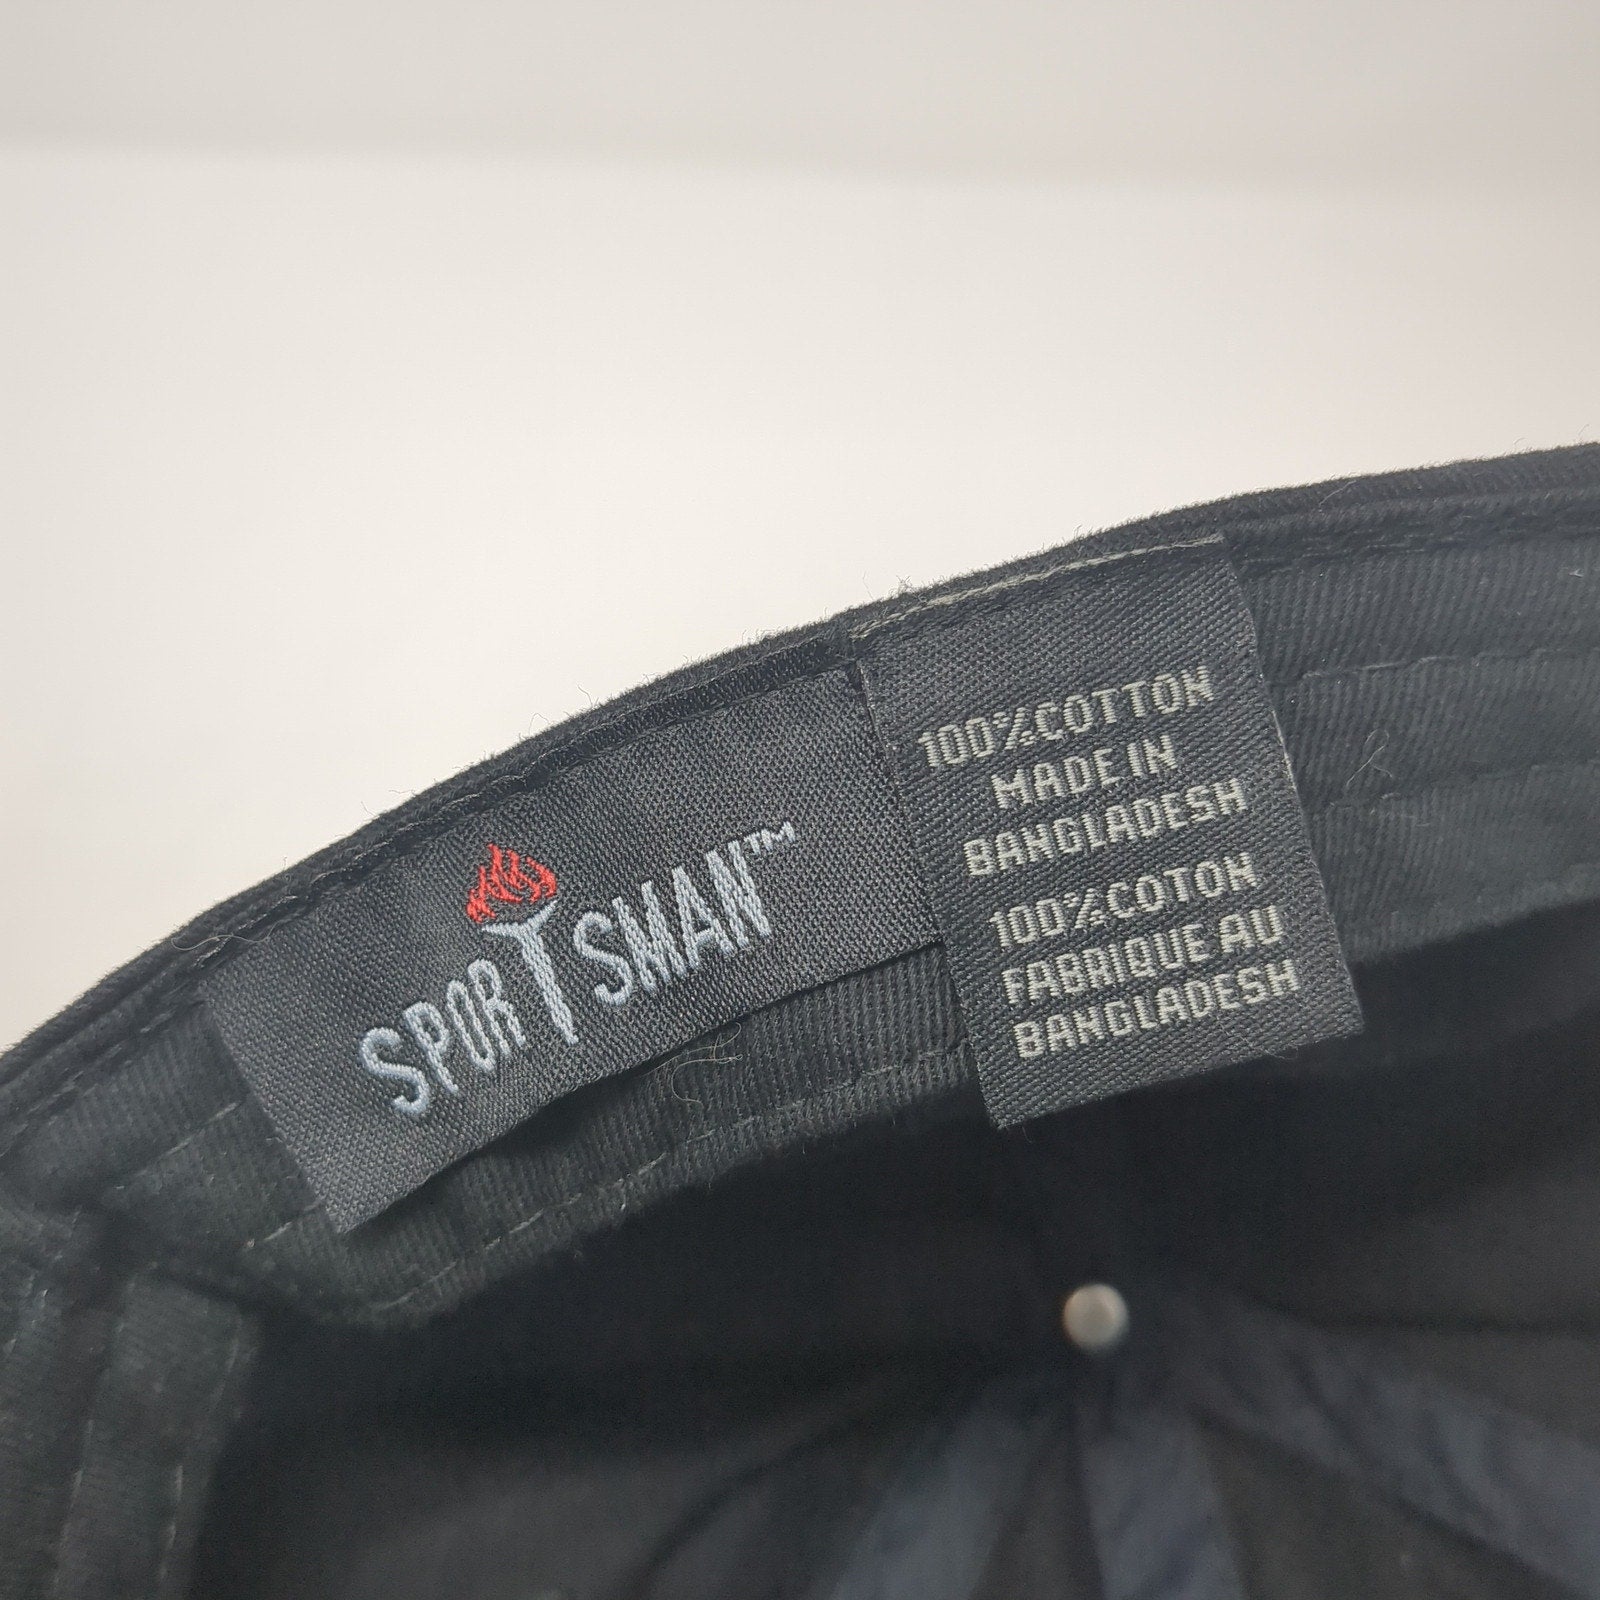 SPORTSMAN™
100%COTTON
MADE IN
BANGLADESH
100%COTON
FABRIQUE AU
BANGLADESH